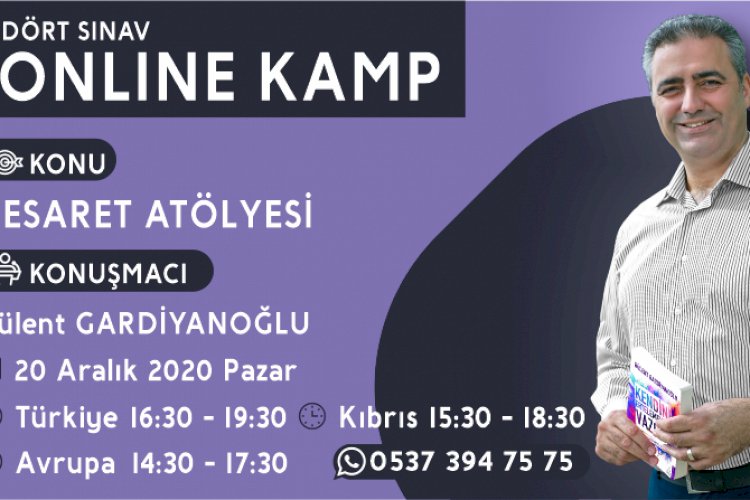 DÖRT SINAV
ONLINE KAMP
KONU
ESARET ATÖLYESİ
KONUŞMACI
ülent GARDİYANOĞLU
20 Aralık 2020 Pazar
Türkiye 16:30 - 19:30
Kıbrıs 15:30 - 18:30
Avrupa 14:30 - 17:30
0537 394 75 75
KENDİN